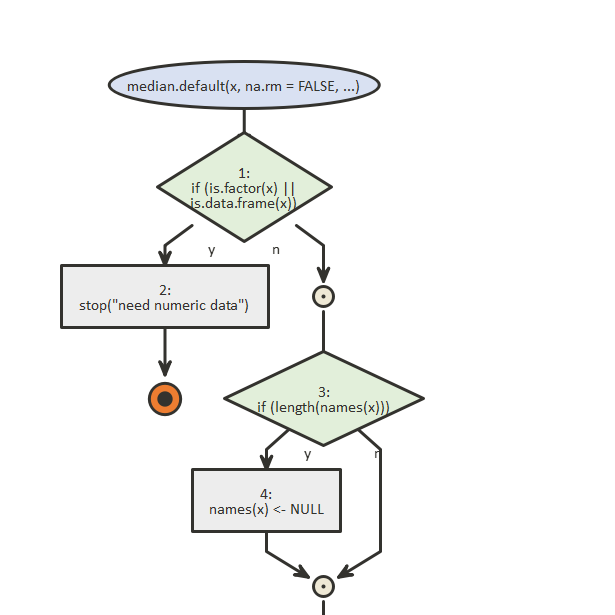 median.default(x, na.rm = FALSE, ...)
1:
if (is.factor(x) ||
is.data.frame(x))
y
n
2:
stop("need numeric data")
3:
if (length(names(x)))
y
n
4:
names(x) <- NULL